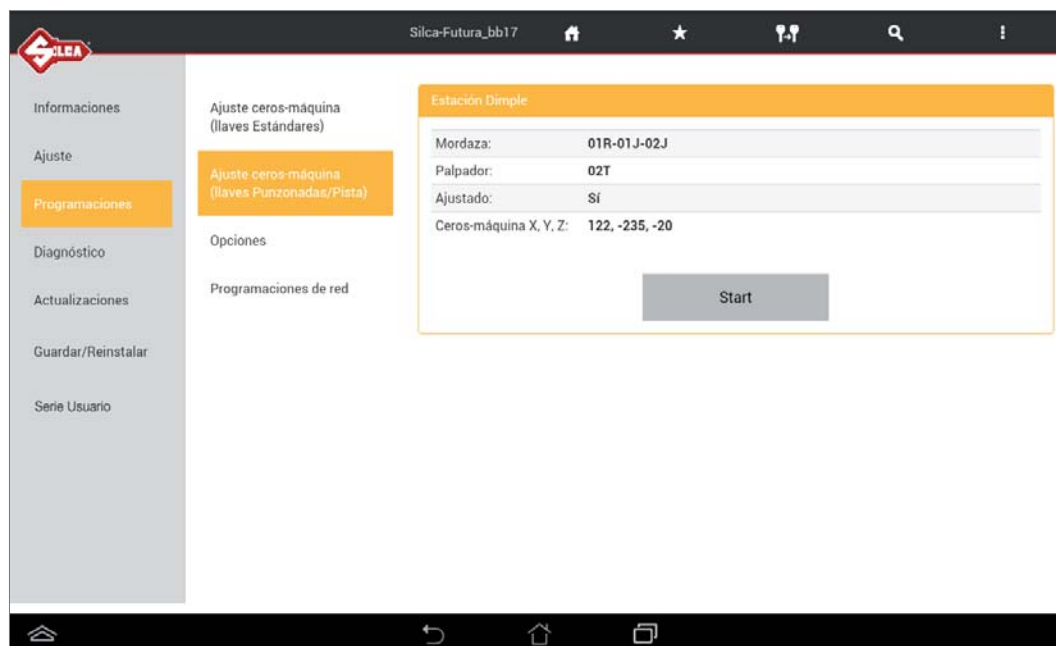 SILCA
Silca-Futura_bb17
Informaciones
Ajuste
Programaciones
Diagnóstico
Actualizaciones
Guardar/Reinstalar
Serie Usuario
Ajuste ceros-máquina
(llaves Estándares)
Ajuste ceros-máquina
(llaves Punzonadas/Pista)
Opciones
Programaciones de red
Estación Dimple
Mordaza: 01R-01J-02J
Palpador: 02T
Ajustado: Sí
Ceros-máquina X, Y, Z: 122, -235, -20
Start